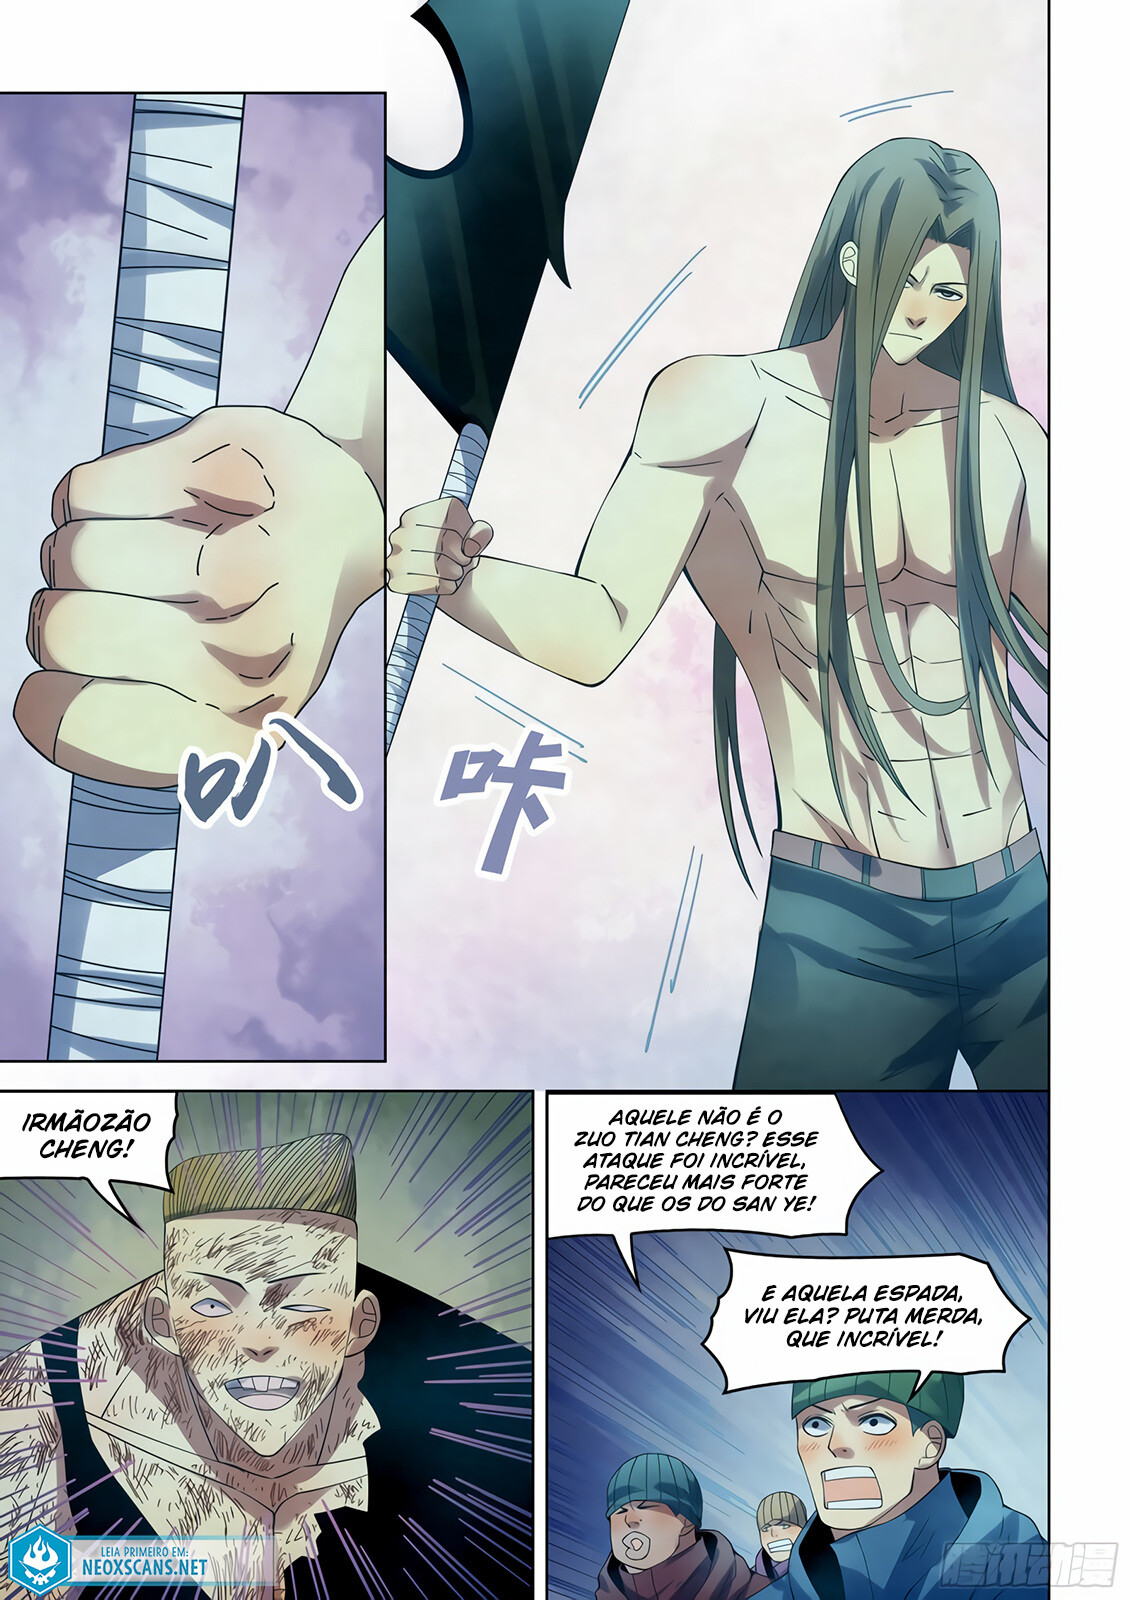 叭
咔
IRMÃOZÃO
CHENG!
AQUELE NÃO É O
ZUO TIAN CHENG? ESSE
ATAQUE FOI INCRÍVEL,
PARECEU MAIS FORTE
DO QUE OS DO SAN YE!
E AQUELA ESPADA,
VIU ELA? PUTA MERDA,
QUE INCRÍVEL!
LEIA PRIMEIRO EM:
NEOXSCANS.NET
腾讯动漫